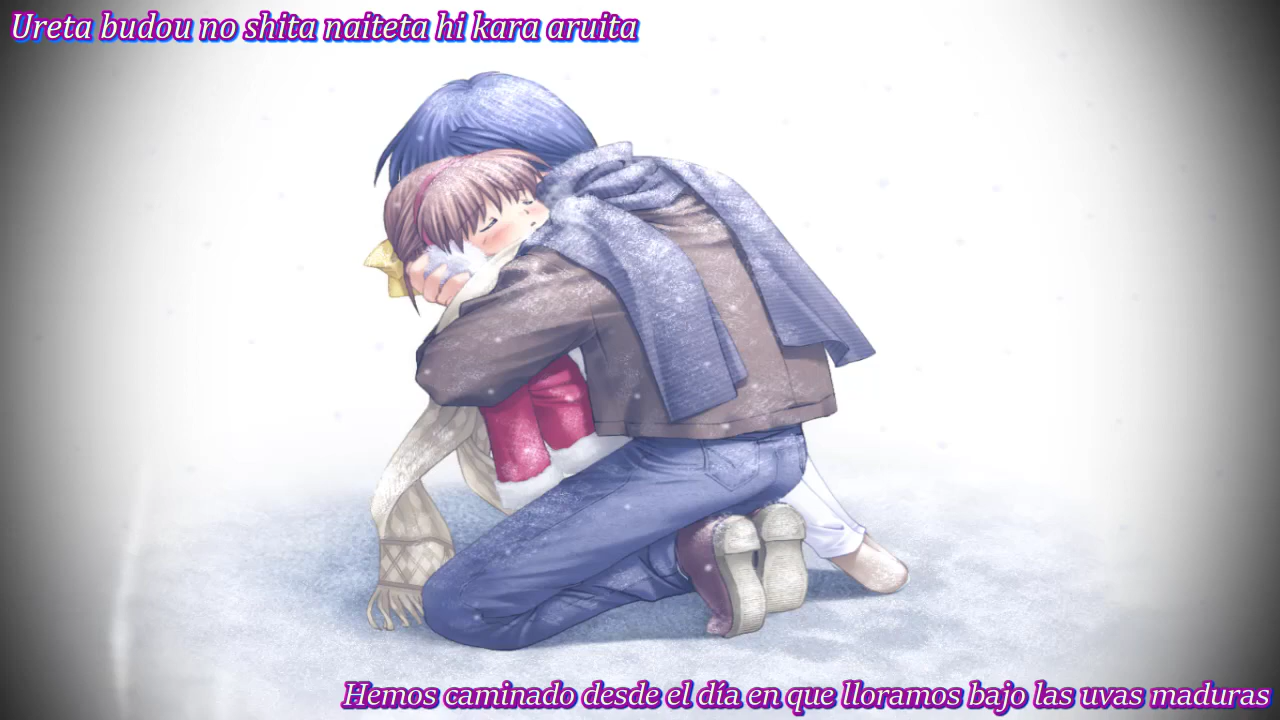 Ureta budou no shita naiteta hi kara aruita
Hemos caminado desde el día en que lloramos bajo las uvas maduras